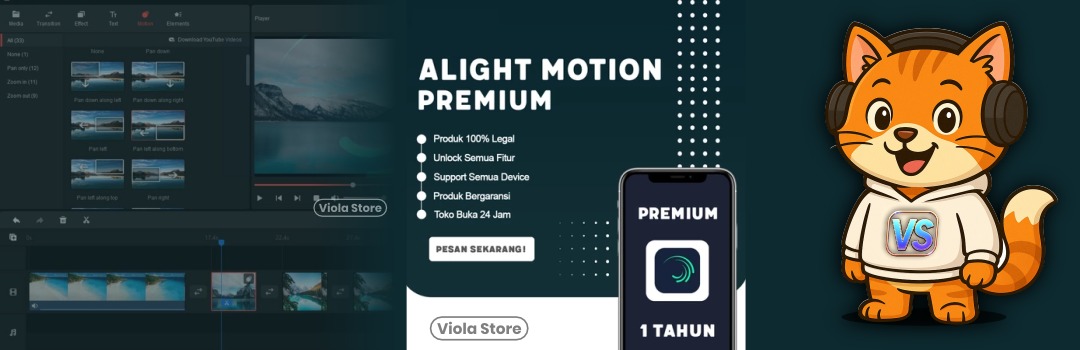 Media
Transition
Effect
Text
Motion
Elements
Player
All (33)
Download YouTube Videos
None (1)
None
Pan down
Pan only (12)
Zoom-in (11)
Zoom-out (9)
Pan down along left
Pan down along right
Pan left
Pan left along bottom
Pan left along top
Pan right
Viola Store
ALIGHT MOTION
PREMIUM
Produk 100% Legal
Unlock Semua Fitur
Support Semua Device
Produk Bergaransi
Toko Buka 24 Jam
PESAN SEKARANG!
Viola Store
PREMIUM
1 TAHUN
VS